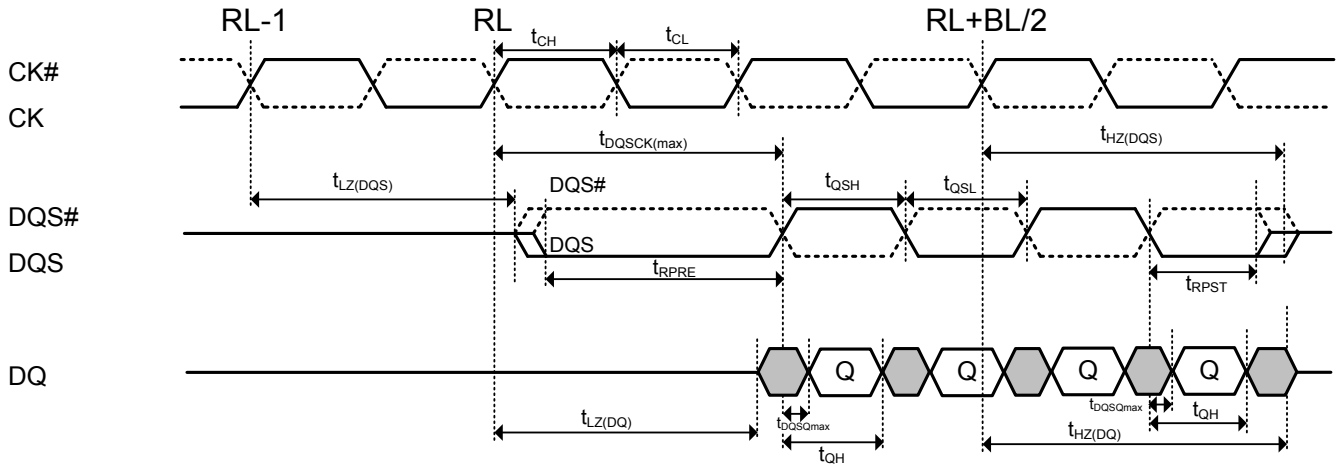 RL-1 RL RL+BL/2
tCH tCL
CK#
CK
tDQSCK(max) tHZ(DQS)
tLZ(DQS) DQS# tQSH tQSL
DQS#
DQS DQS
tRPRE tRPST
DQ Q Q Q Q
tLZ(DQ) tDQSQmax tQH tHZ(DQ) tDQSQmax tQH